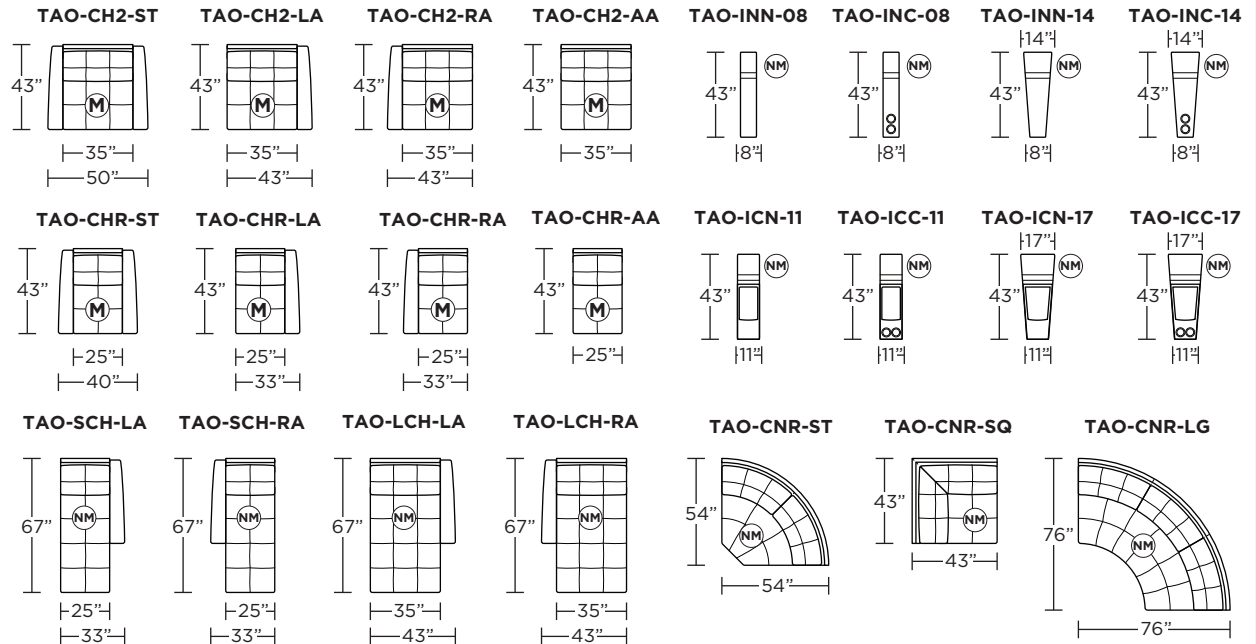 TAO-CH2-ST TAO-CH2-LA TAO-CH2-RA TAO-CH2-AA TAO-INN-08 TAO-INC-08 TAO-INN-14 TAO-INC-14
14” 14”
NM NM NM NM
43” 43” 43” 43” 43” 43” 43” 43”
M M M M
35” 35” 35” 35” 8” 8” 8” 8”
50” 43” 43”
TAO-CHR-ST TAO-CHR-LA TAO-CHR-RA TAO-CHR-AA TAO-ICN-11 TAO-ICC-11 TAO-ICN-17 TAO-ICC-17
17” 17”
NM NM NM NM
43” 43” 43” 43” 43” 43” 43” 43”
M M M M
25” 25” 25” 25” 11” 11” 11” 11”
40” 33” 33”
TAO-SCH-LA TAO-SCH-RA TAO-LCH-LA TAO-LCH-RA TAO-CNR-ST TAO-CNR-SQ TAO-CNR-LG
67” 67” 67” 67” 54” 43” 76”
NM NM NM NM NM NM NM
54” 43”
25” 25” 35” 35”
33” 33” 43” 43” 76”